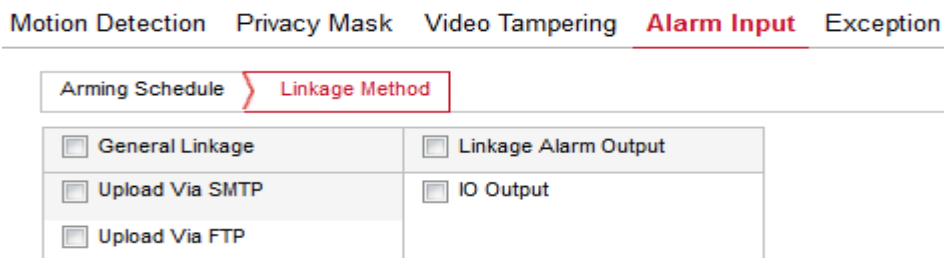 Motion Detection Privacy Mask Video Tampering Alarm Input Exception
Arming Schedule Linkage Method
General Linkage Linkage Alarm Output
Upload Via SMTP IO Output
Upload Via FTP